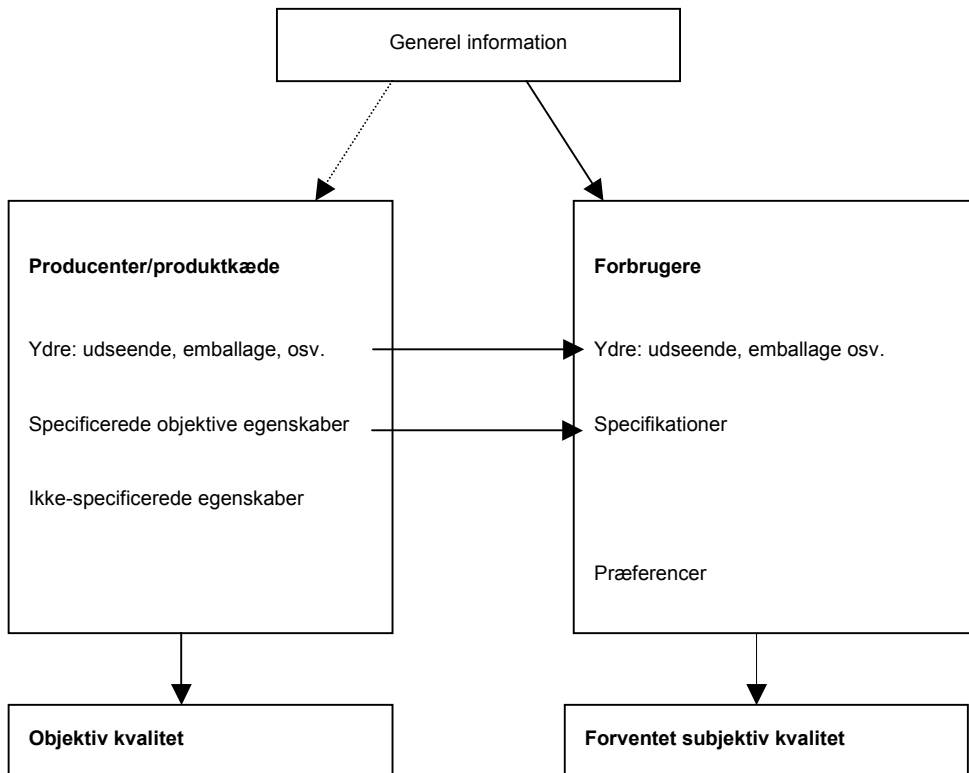 Generel information
Producenter/produktkæde
Ydre: udseende, emballage, osv.
Specificerede objektive egenskaber
Ikke-specificerede egenskaber
Forbrugere
Ydre: udseende, emballage osv.
Specifikationer
Præferencer
Objektiv kvalitet
Forventet subjektiv kvalitet